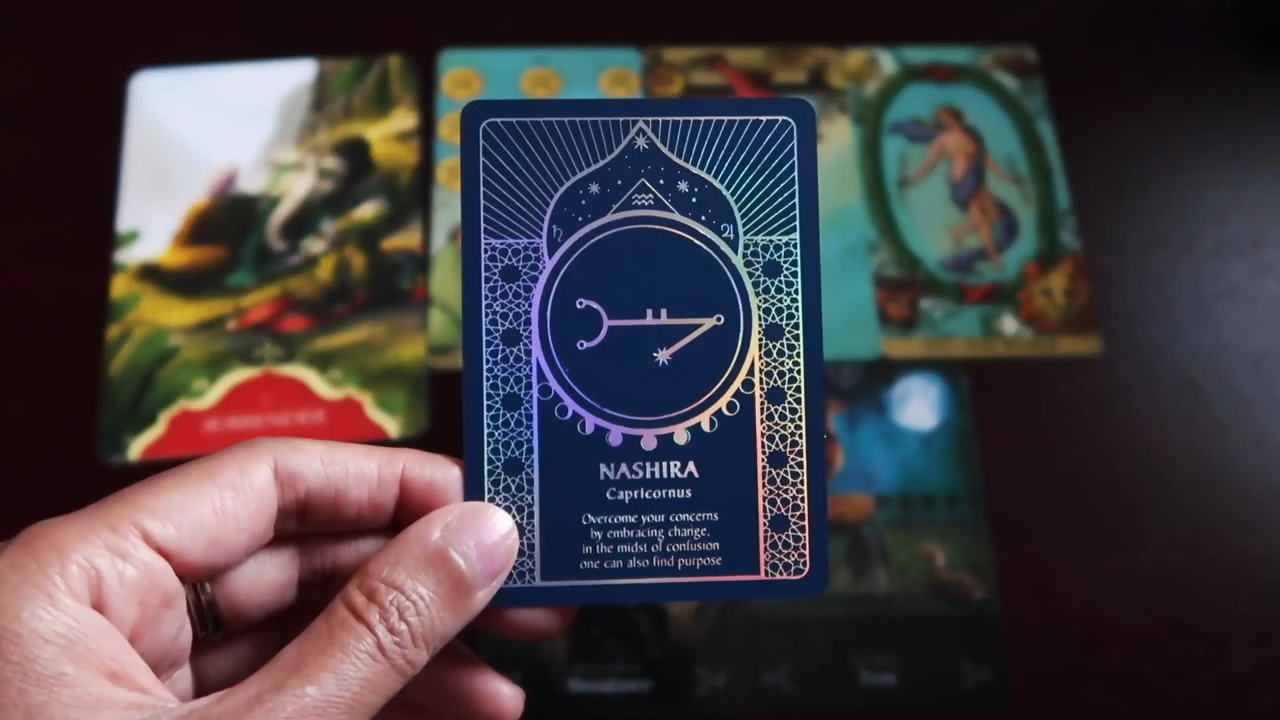 NASHIRA
Capricornus
Overcome your concerns
by embracing change,
in the midst of confusion
one can also find purpose